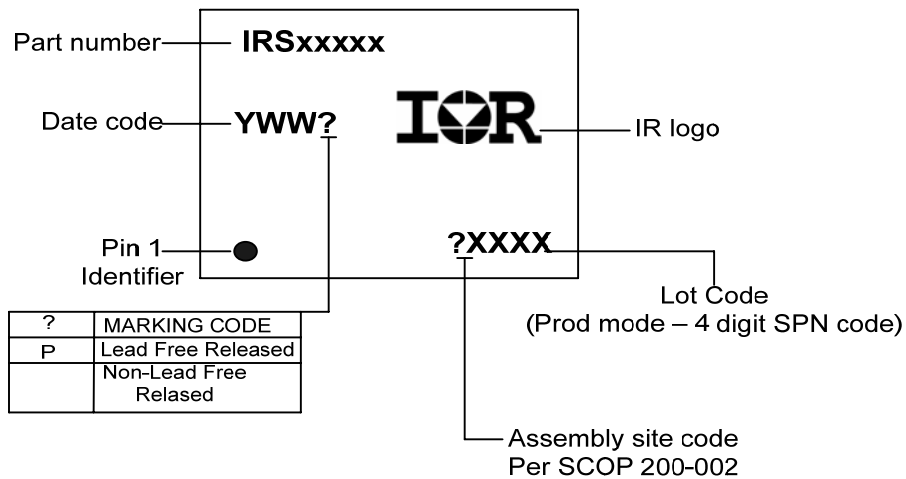 Part number
IRSxxxxx
Date code
YWW?
IOR
IR logo
Pin 1
Identifier
?XXXX
Lot Code
(Prod mode – 4 digit SPN code)
? MARKING CODE
P Lead Free Released
Non-Lead Free
Relased
Assembly site code
Per SCOP 200-002